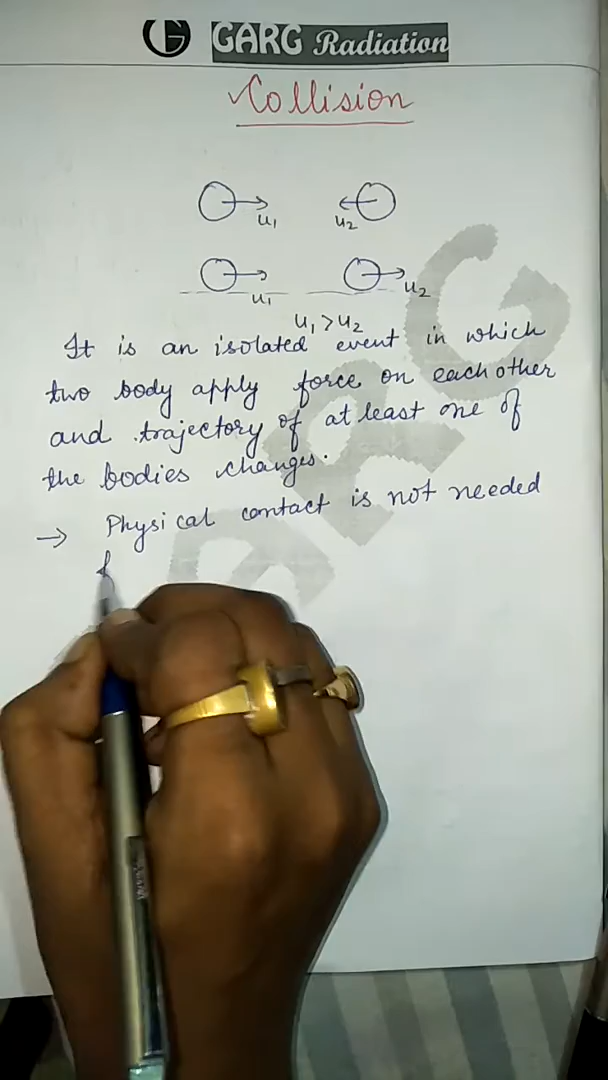 G GARG Radiation
Collision
u1 u2
u1 u2
u1 > u2
It is an isolated event in which
two body apply force on each other
and trajectory of at least one of
the bodies changes.
→ Physical contact is not needed
f
GARG